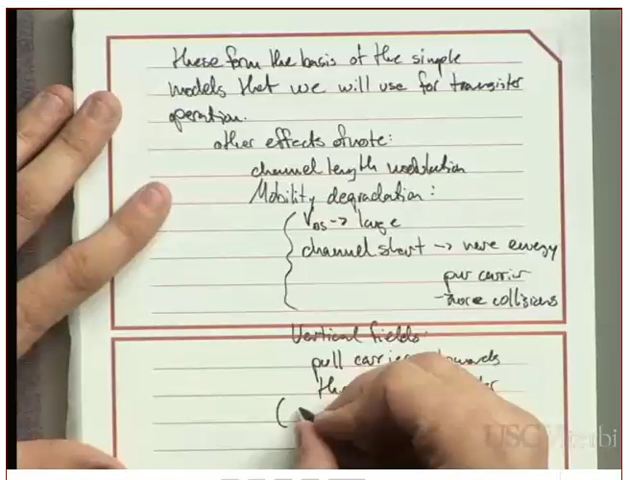 these form the basis of the simple
models that we will use for transister
operation.
other effects of note:
channel length modulation
Mobility degradation:
VDS -> large
channel short -> more energy
per carrier
-> more collisions
Vertical fields
pull carriers towards
(
USC Viterbi